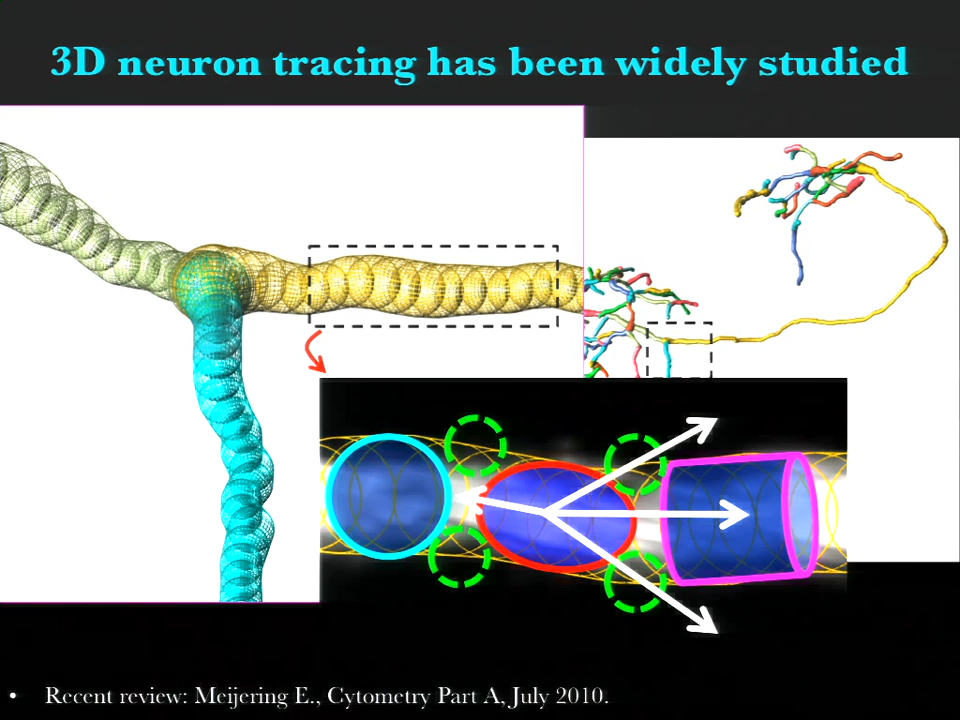 3D neuron tracing has been widely studied
• Recent review: Meijering E., Cytometry Part A, July 2010.